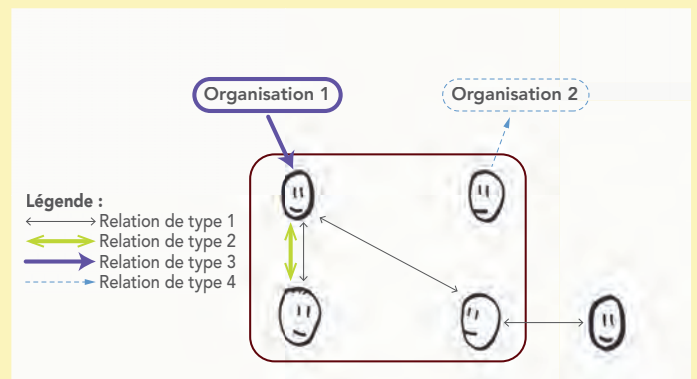 Organisation 1
Organisation 2
Légende :
Relation de type 1
Relation de type 2
Relation de type 3
Relation de type 4